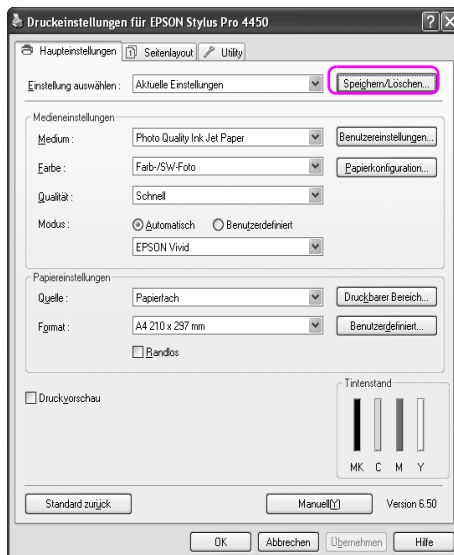 Druckeinstellungen für EPSON Stylus Pro 4450
Haupteinstellungen Seitenlayout Utility
Einstellung auswählen : Aktuelle Einstellungen Speichern/Löschen...
Medieneinstellungen
Medium : Photo Quality Ink Jet Paper Benutzereinstellungen...
Farbe : Farb-/SW-Foto Papierkonfiguration...
Qualität : Schnell
Modus : Automatisch Benutzerdefiniert
EPSON Vivid
Papiereinstellungen
Quelle : Papierfach Druckbarer Bereich...
Format : A4 210 x 297 mm Benutzerdefiniert...
Randlos
Druckvorschau
Tintenstand
MK C M Y
Standard zurück Manuell(Y) Version 6.50
OK Abbrechen Übernehmen Hilfe